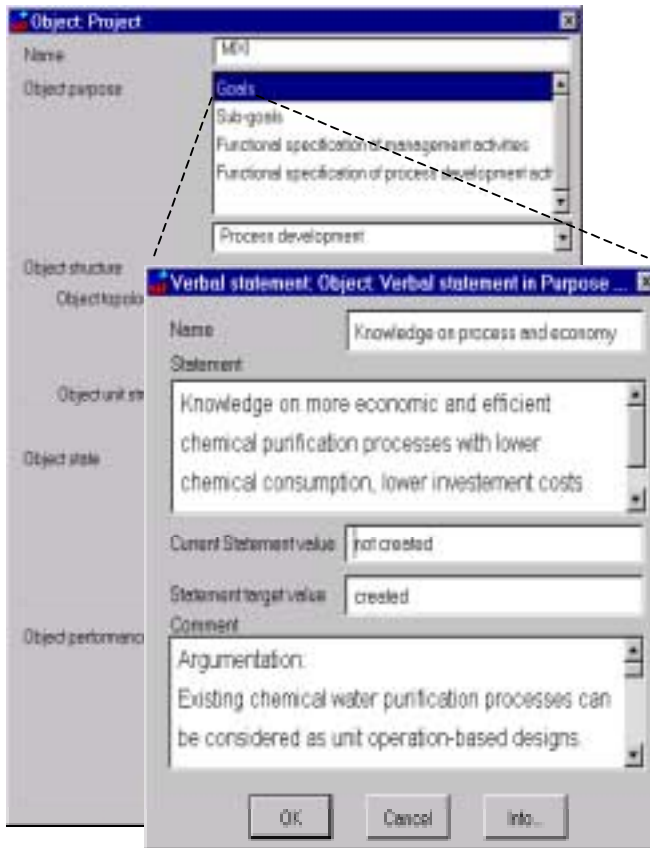 Object: Project
Name
Object purpose
Goals
Sub-goals
Functional specification of management activities
Functional specification of process development acti
Process development
Object structure
Object topolo
Object unit str
Object state
Object performanc
Verbal statement; Object: Verbal statement in Purpose ...
Name
Knowledge on process and economy
Statement
Knowledge on more economic and efficient
chemical purification processes with lower
chemical consumption, lower investement costs
Current Statement value
not created
Statement target value
created
Comment
Argumentation:
Existing chemical water purification processes can
be considered as unit operation-based designs.
OK
Cancel
Info...